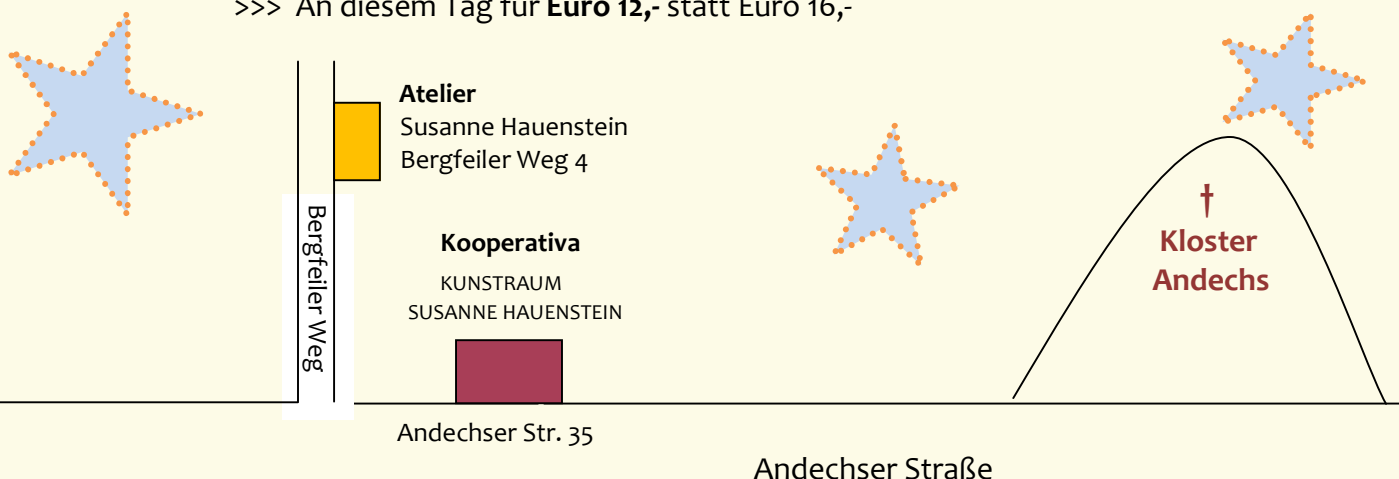 >>> An diesem Tag für Euro 12,- statt Euro 16,-
Atelier
Susanne Hauenstein
Bergfeiler Weg 4
Bergfeiler Weg
Kooperativa
KUNSTRAUM
SUSANNE HAUENSTEIN
†
Kloster
Andechs
Andechser Str. 35
Andechser Straße